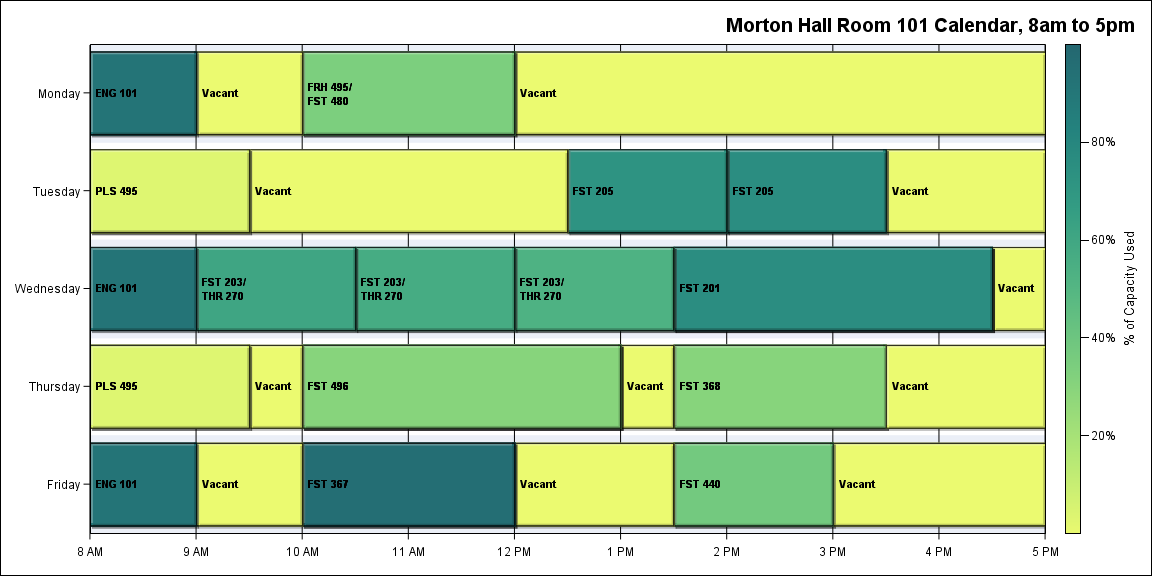 Morton Hall Room 101 Calendar, 8am to 5pm
Monday
ENG 101
Vacant
FRH 495/
FST 480
Vacant
Tuesday
PLS 495
Vacant
FST 205
FST 205
Vacant
Wednesday
ENG 101
FST 203/
THR 270
FST 203/
THR 270
FST 203/
THR 270
FST 201
Vacant
Thursday
PLS 495
Vacant
FST 496
Vacant
FST 368
Vacant
Friday
ENG 101
Vacant
FST 367
Vacant
FST 440
Vacant
8 AM
9 AM
10 AM
11 AM
12 PM
1 PM
2 PM
3 PM
4 PM
5 PM
80%
60%
40%
20%
% of Capacity Used